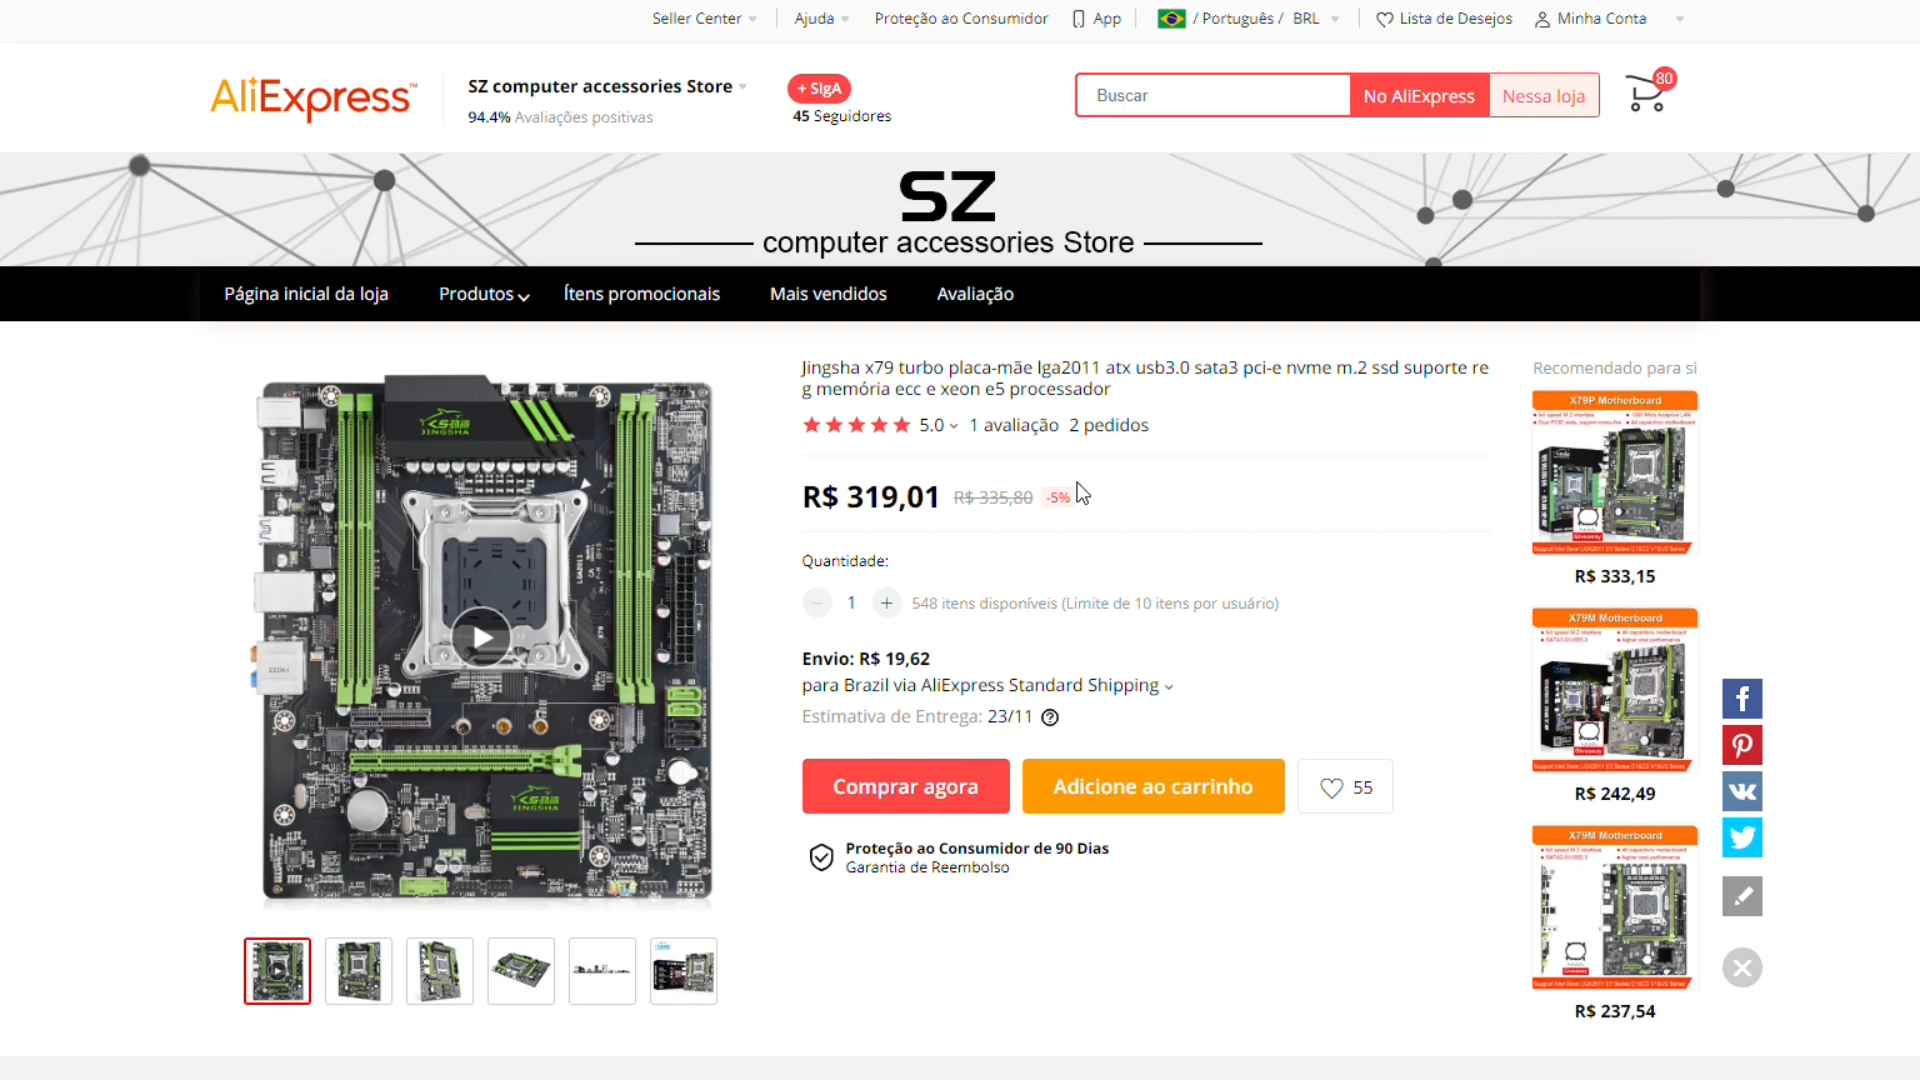 Seller Center
Ajuda
Proteção ao Consumidor
App
/ Português / BRL
Lista de Desejos
Minha Conta
AliExpress™
SZ computer accessories Store
94.4% Avaliações positivas
+ SIgA
45 Seguidores
Buscar
No AliExpress
Nessa loja
80
SZ
computer accessories Store
Página inicial da loja
Produtos
Ítens promocionais
Mais vendidos
Avaliação
Jingsha x79 turbo placa-mãe lga2011 atx usb3.0 sata3 pci-e nvme m.2 ssd suporte re
g memória ecc e xeon e5 processador
5.0 1 avaliação 2 pedidos
R$ 319,01 R$ 335,80 -5%
Quantidade:
− 1 + 548 itens disponíveis (Limite de 10 itens por usuário)
Envio: R$ 19,62
para Brazil via AliExpress Standard Shipping
Estimativa de Entrega: 23/11
Comprar agora
Adicione ao carrinho
55
Proteção ao Consumidor de 90 Dias
Garantia de Reembolso
JINGSHA
LGA2011
X79
JINGSHA
Recomendado para si
X79P Motherboard
R$ 333,15
X79M Motherboard
R$ 242,49
X79M Motherboard
R$ 237,54